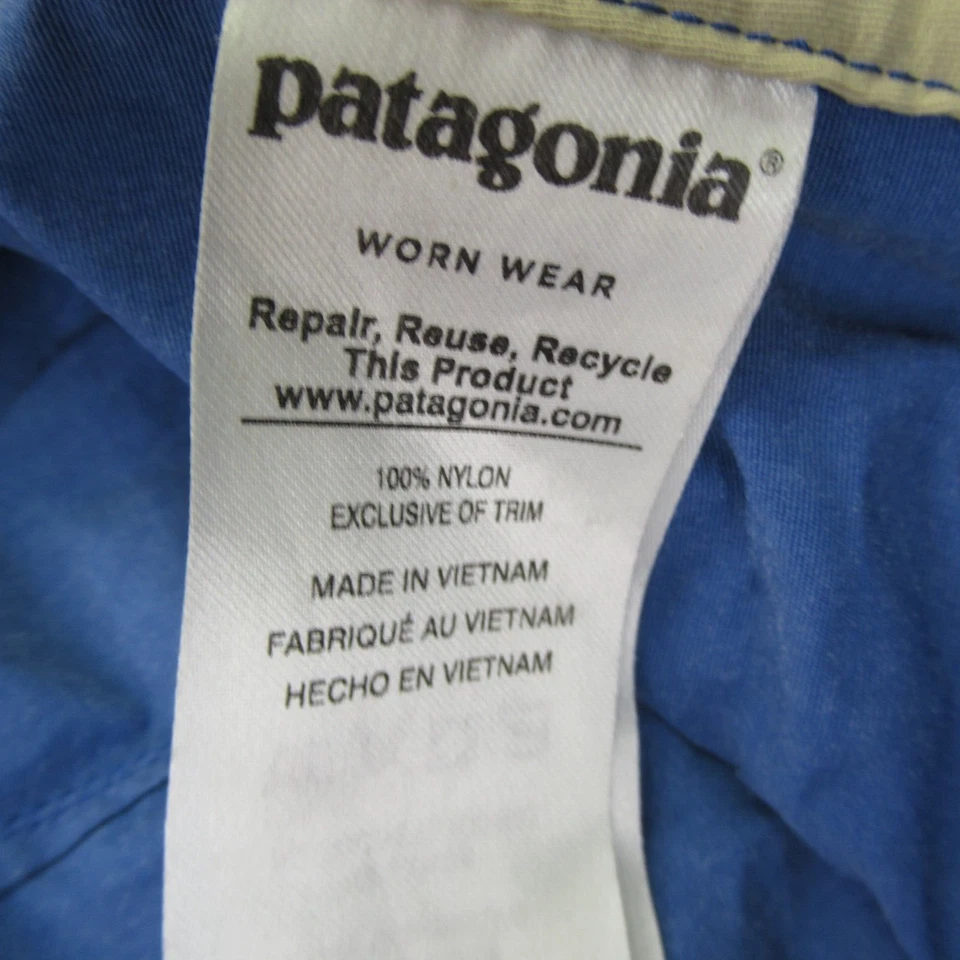 patagonia®
WORN WEAR
Repair, Reuse, Recycle
This Product
www.patagonia.com
100% NYLON
EXCLUSIVE OF TRIM
MADE IN VIETNAM
FABRIQUÉ AU VIETNAM
HECHO EN VIETNAM